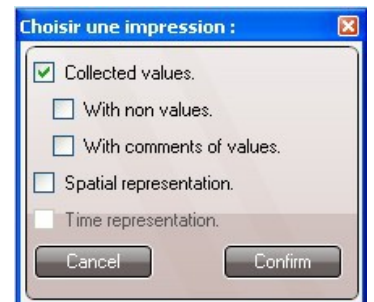 Choisir une impression :
Collected values.
With non values.
With comments of values.
Spatial representation.
Time representation.
Cancel Confirm